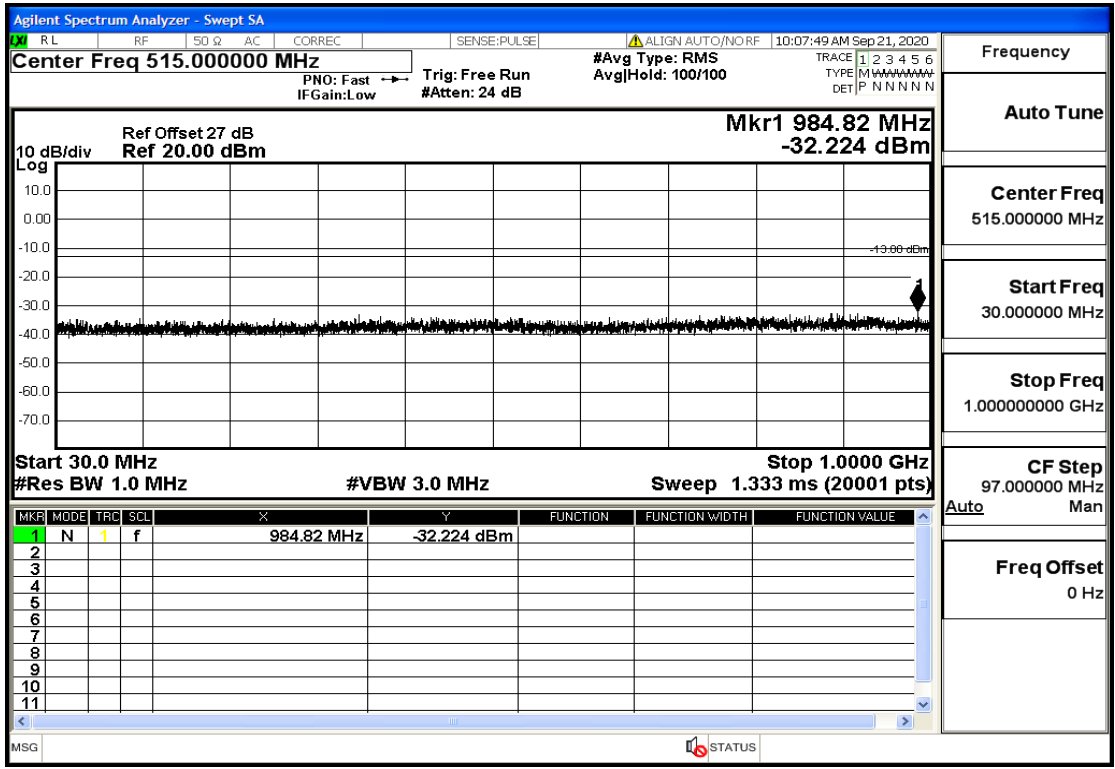 Agilent Spectrum Analyzer - Swept SA
LXI RL RF 50 Ω AC CORREC SENSE:PULSE ALIGN AUTO/NO RF 10:07:49 AM Sep 21, 2020
Center Freq 515.000000 MHz
PNO: Fast
IFGain:Low
Trig: Free Run
#Atten: 24 dB
#Avg Type: RMS
Avg|Hold: 100/100
TRACE 1 2 3 4 5 6
TYPE M
DET P N N N N N
Ref Offset 27 dB
Ref 20.00 dBm
10 dB/div
Log
Mkr1 984.82 MHz
-32.224 dBm
10.0
0.00
-10.0
-13.00 dBm
-20.0
1
-30.0
-40.0
-50.0
-60.0
-70.0
Start 30.0 MHz Stop 1.0000 GHz
#Res BW 1.0 MHz #VBW 3.0 MHz Sweep 1.333 ms (20001 pts)
MKR MODE TRC SCL X Y FUNCTION FUNCTION WIDTH FUNCTION VALUE
1 N 1 f 984.82 MHz -32.224 dBm
2
3
4
5
6
7
8
9
10
11
MSG STATUS
Frequency
Auto Tune
Center Freq
515.000000 MHz
Start Freq
30.000000 MHz
Stop Freq
1.000000000 GHz
CF Step
97.000000 MHz
Auto Man
Freq Offset
0 Hz